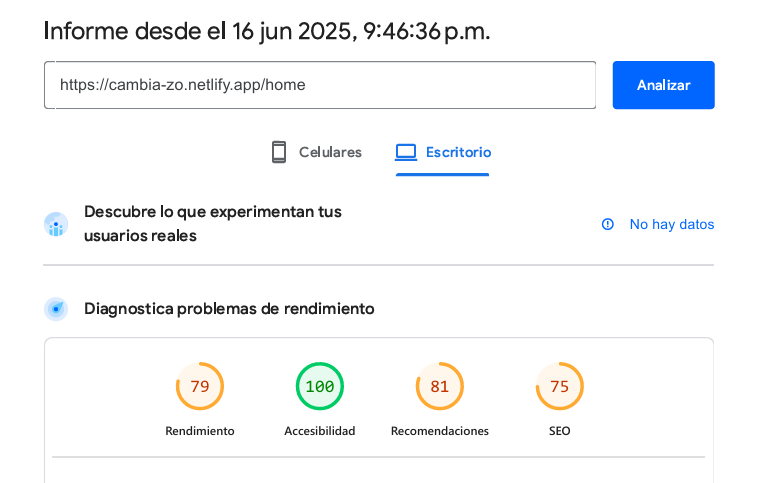 Informe desde el 16 jun 2025, 9:46:36 p.m.
https://cambia-zo.netlify.app/home
Analizar
Celulares
Escritorio
Descubre lo que experimentan tus
usuarios reales
No hay datos
Diagnostica problemas de rendimiento
79
100
81
75
Rendimiento
Accesibilidad
Recomendaciones
SEO